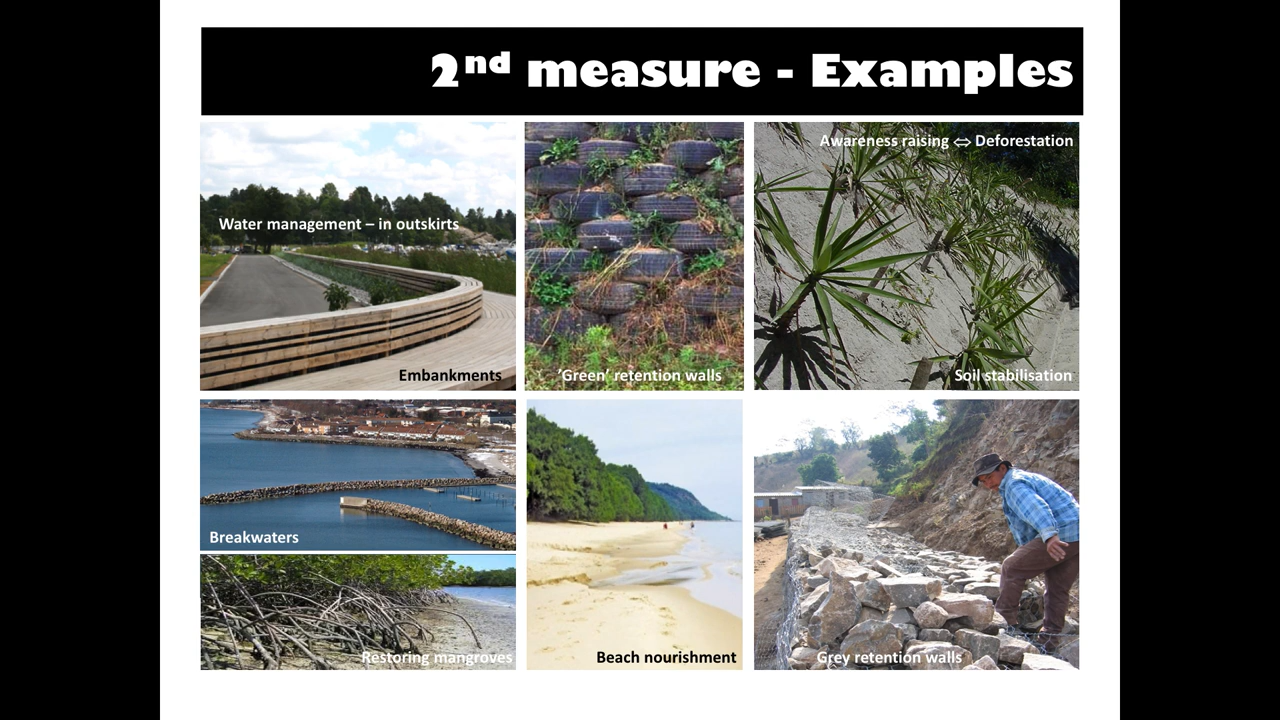 2nd measure - Examples
Water management – in outskirts
Embankments
‘Green’ retention walls
Awareness raising ⇔ Deforestation
Soil stabilisation
Breakwaters
Restoring mangroves
Beach nourishment
Grey retention walls